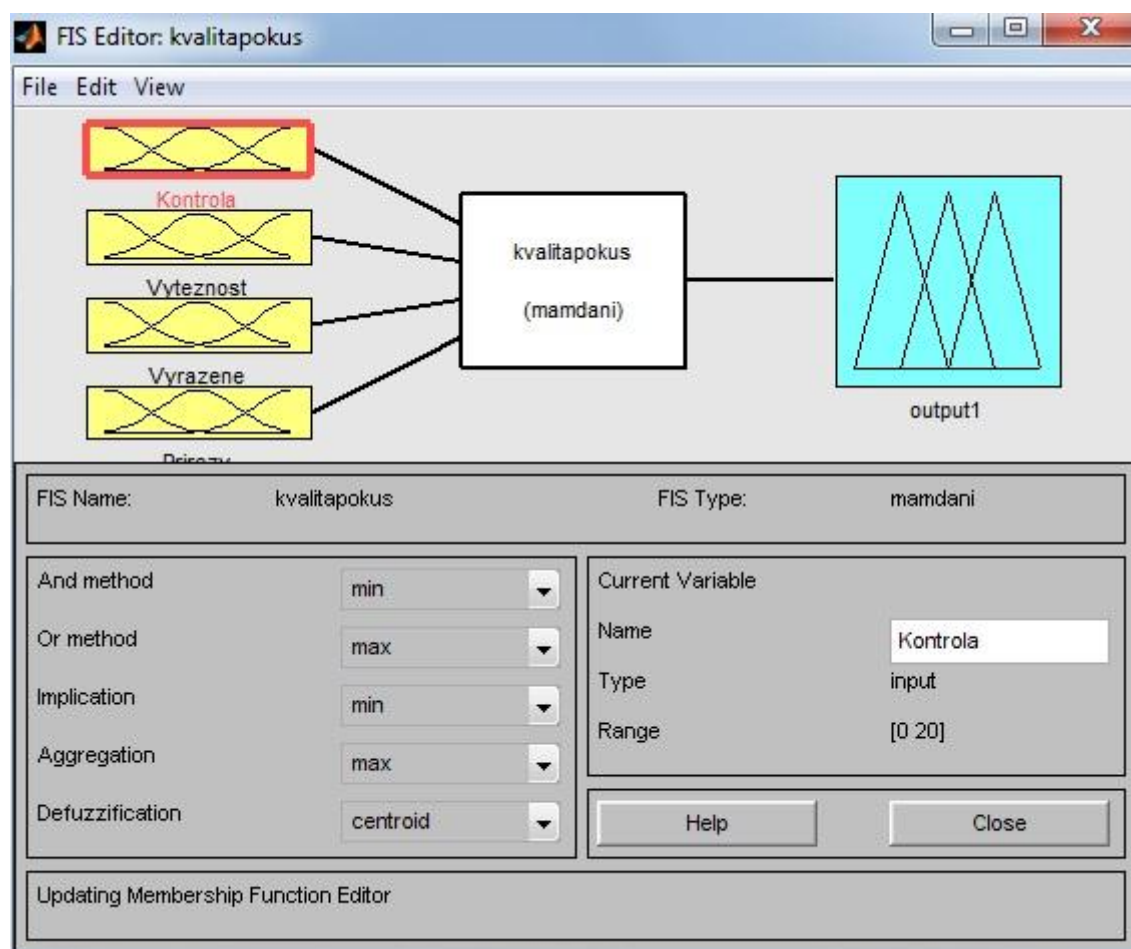 FIS Editor: kvalitapokus
File Edit View
Kontrola
Vyteznost
Vyrazene
Prirozy
kvalitapokus
(mamdani)
output1
FIS Name: kvalitapokus FIS Type: mamdani
And method min
Or method max
Implication min
Aggregation max
Defuzzification centroid
Current Variable
Name Kontrola
Type input
Range [0 20]
Help Close
Updating Membership Function Editor